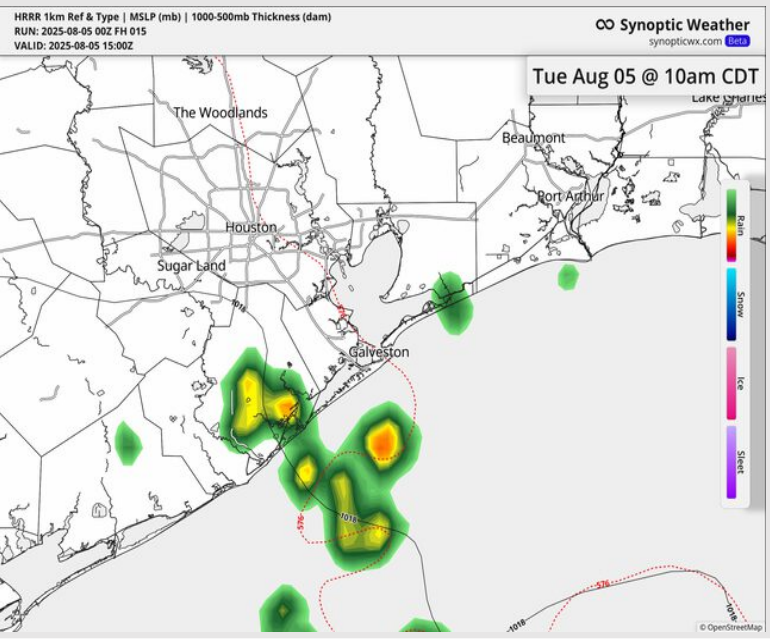 HRRR 1km Ref & Type | MSLP (mb) | 1000-500mb Thickness (dam)
RUN: 2025-08-05 00Z FH 015
VALID: 2025-08-05 15:00Z
Synoptic Weather
synopticwx.com Beta
Tue Aug 05 @ 10am CDT
Lake Charles
The Woodlands
Beaumont
Port Arthur
Houston
Sugar Land
Galveston
1018
576
1018
576
576
1018
1018
Rain
Snow
Ice
Sleet
© OpenStreetMap